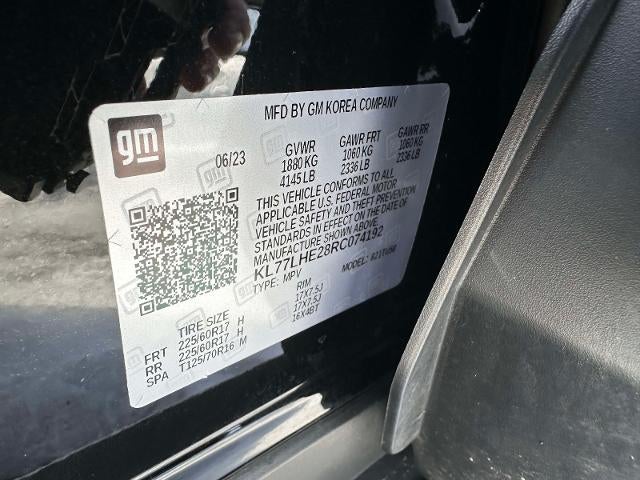 MFD BY GM KOREA COMPANY
gm
06/23
GVWR GAWR FRT GAWR RR
1880 KG 1060 KG 1060 KG
4145 LB 2336 LB 2336 LB
THIS VEHICLE CONFORMS TO ALL
APPLICABLE U.S. FEDERAL MOTOR
VEHICLE SAFETY AND THEFT PREVENTION
STANDARDS IN EFFECT ON THE DATE OF
MANUFACTURE SHOWN ABOVE.
KL77LHE28RC074192
TYPE: MPV MODEL:
TIRE SIZE RIM
FRT 225/60R17 H 17X7.5J
RR 225/60R17 H 17X7.5J
SPA T125/70R16 M 16X4BT